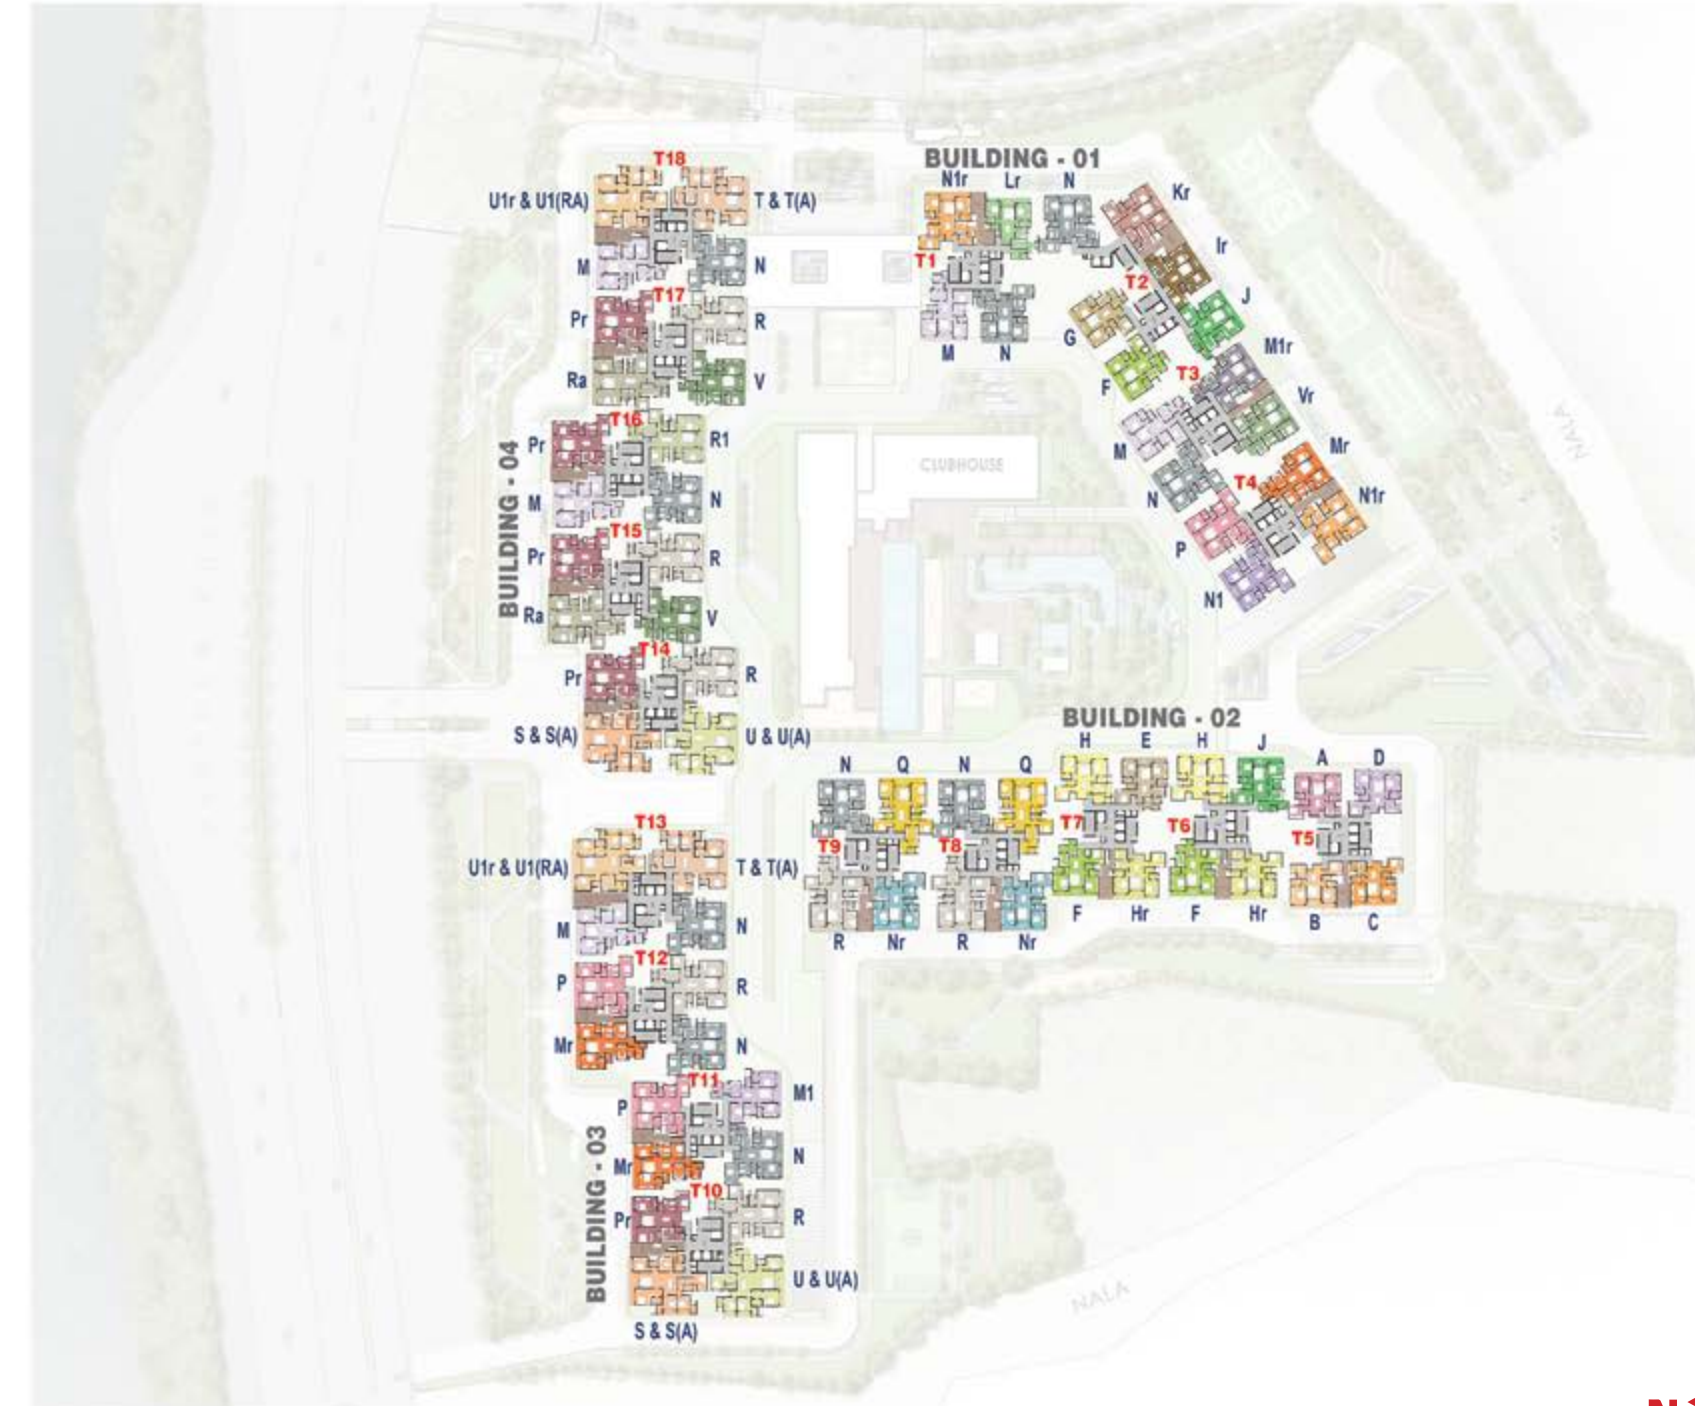 T18
U1r & U1(RA)
T & T(A)
M
N
T17
Pr
R
Ra
V
T16
Pr
R1
M
N
T15
Pr
R
Ra
V
T14
Pr
R
S & S(A)
U & U(A)
BUILDING - 04
BUILDING - 01
N1r
Lr
N
Kr
Ir
T1
T2
J
M
N
G
F
M1r
T3
Vr
M
N
Mr
T4
N1r
P
N1
CLUBHOUSE
NALA
BUILDING - 02
H
E
H
J
A
D
N
Q
N
Q
T9
T8
T7
T6
T5
F
Hr
F
Hr
B
C
R
Nr
R
Nr
T13
U1r & U1(RA)
T & T(A)
M
N
T12
P
R
Mr
N
T11
P
M1
Mr
N
T10
Pr
R
U & U(A)
S & S(A)
BUILDING - 03
NALA